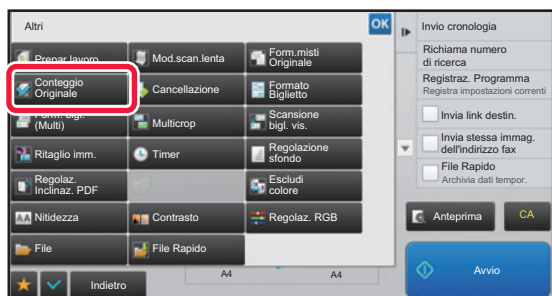 Altri
OK
Prepar.lavoro
Mod.scan.lenta
Form.misti
Originale
Conteggio
Originale
Cancellazione
Formato
Biglietto
(Multi)
Multicrop
Scansione
bigl. vis.
Ritaglio imm.
Timer
Regolazione
sfondo
Regolaz.
Inclinaz. PDF
Escludi
colore
Nitidezza
Contrasto
Regolaz. RGB
File
File Rapido
Indietro
A4
A4
Invio cronologia
Richiama numero
di ricerca
Registraz. Programma
Registra impostazioni correnti
Invia link destin.
Invia stessa immag.
dell'indirizzo fax
File Rapido
Archivia dati tempor.
Anteprima
CA
Avvio